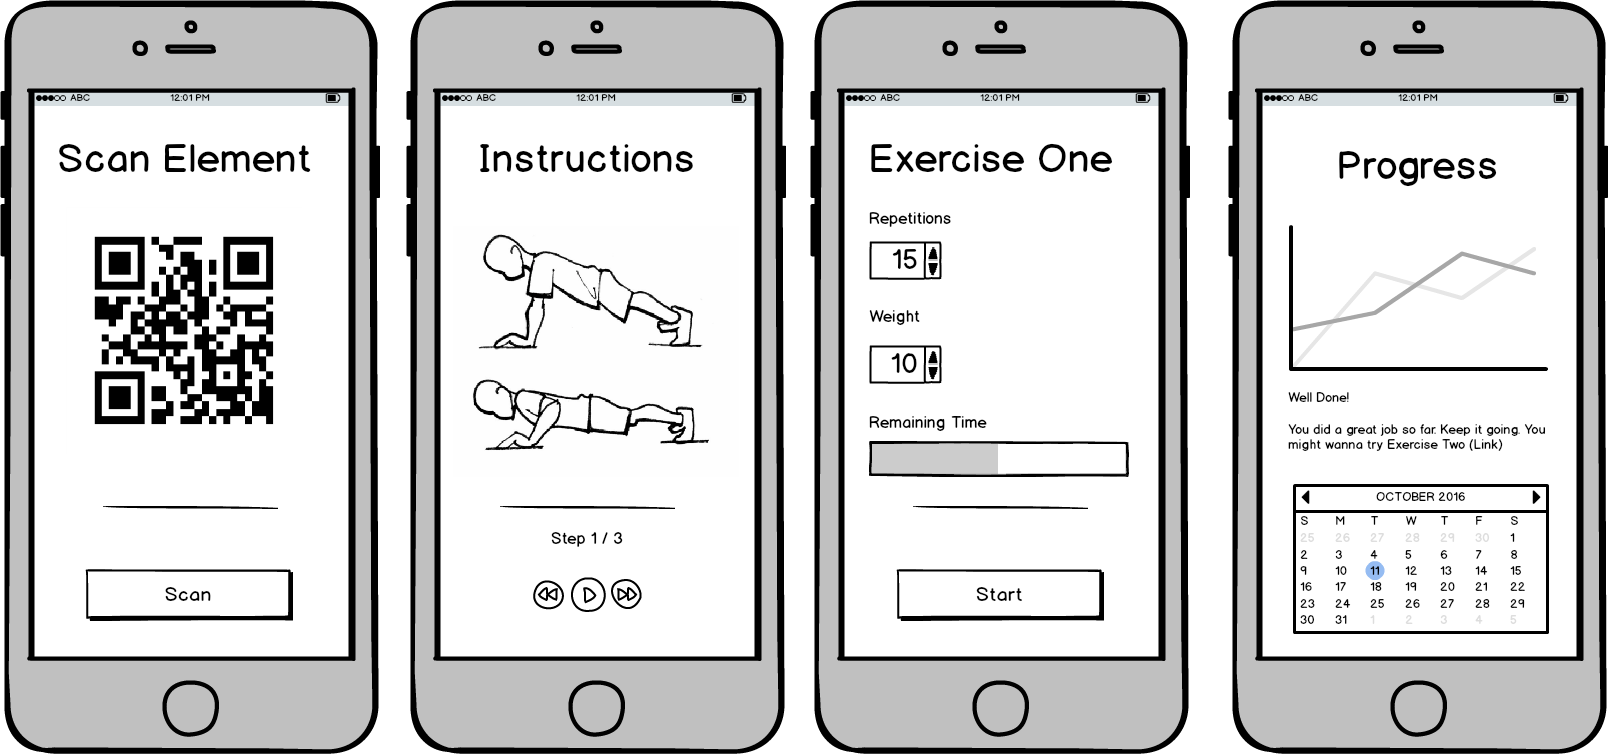 ABC 12:01 PM
Scan Element
Scan
ABC 12:01 PM
Instructions
Step 1 / 3
ABC 12:01 PM
Exercise One
Repetitions
15
Weight
10
Remaining Time
Start
ABC 12:01 PM
Progress
Well Done!
You did a great job so far. Keep it going. You
might wanna try Exercise Two (Link)
OCTOBER 2016
S M T W T F S
25 26 27 28 29 30 1
2 3 4 5 6 7 8
9 10 11 12 13 14 15
16 17 18 19 20 21 22
23 24 25 26 27 28 29
30 31 1 2 3 4 5